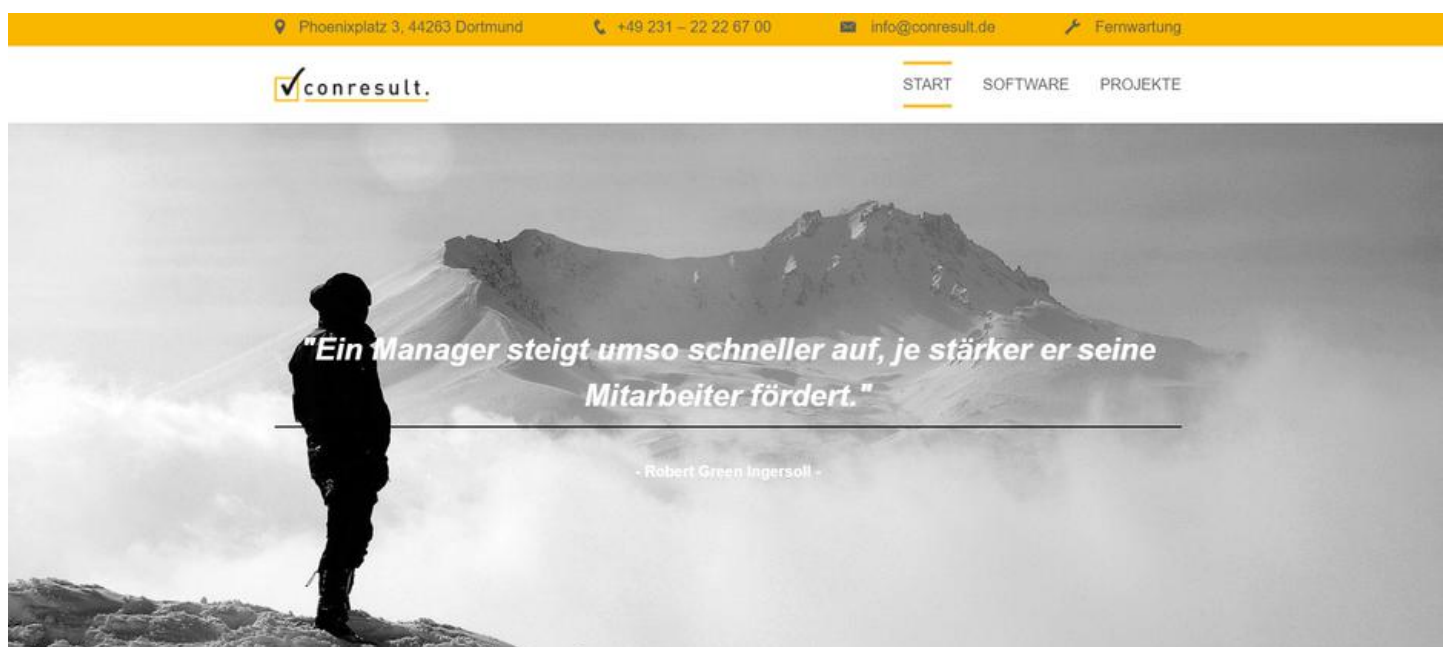 Phoenixplatz 3, 44263 Dortmund +49 231 – 22 22 67 00 info@conresult.de Fernwartung
conresult. START SOFTWARE PROJEKTE
"Ein Manager steigt umso schneller auf, je stärker er seine
Mitarbeiter fördert."
- Robert Green Ingersoll -